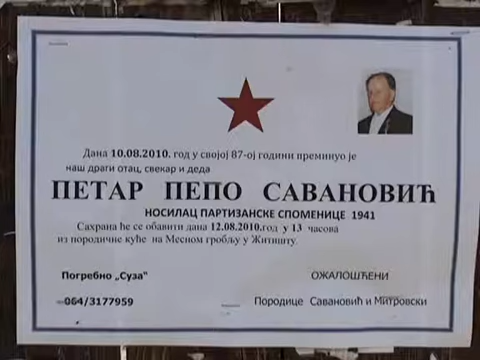 Дана 10.08.2010. год у својој 87-ој години преминуо је
наш драги отац, свекар и деда
ПЕТАР ПЕПО САВАНОВИЋ
НОСИЛАЦ ПАРТИЗАНСКЕ СПОМЕНИЦЕ 1941
Сахрана ће се обавити дана 12.08.2010.год у 13 часова
из породичне куће на Месном гробљу у Житишту.
Погребно „Суза"
ОЖАЛОШЋЕНИ
064/3177959
Породице Савановић и Митровски